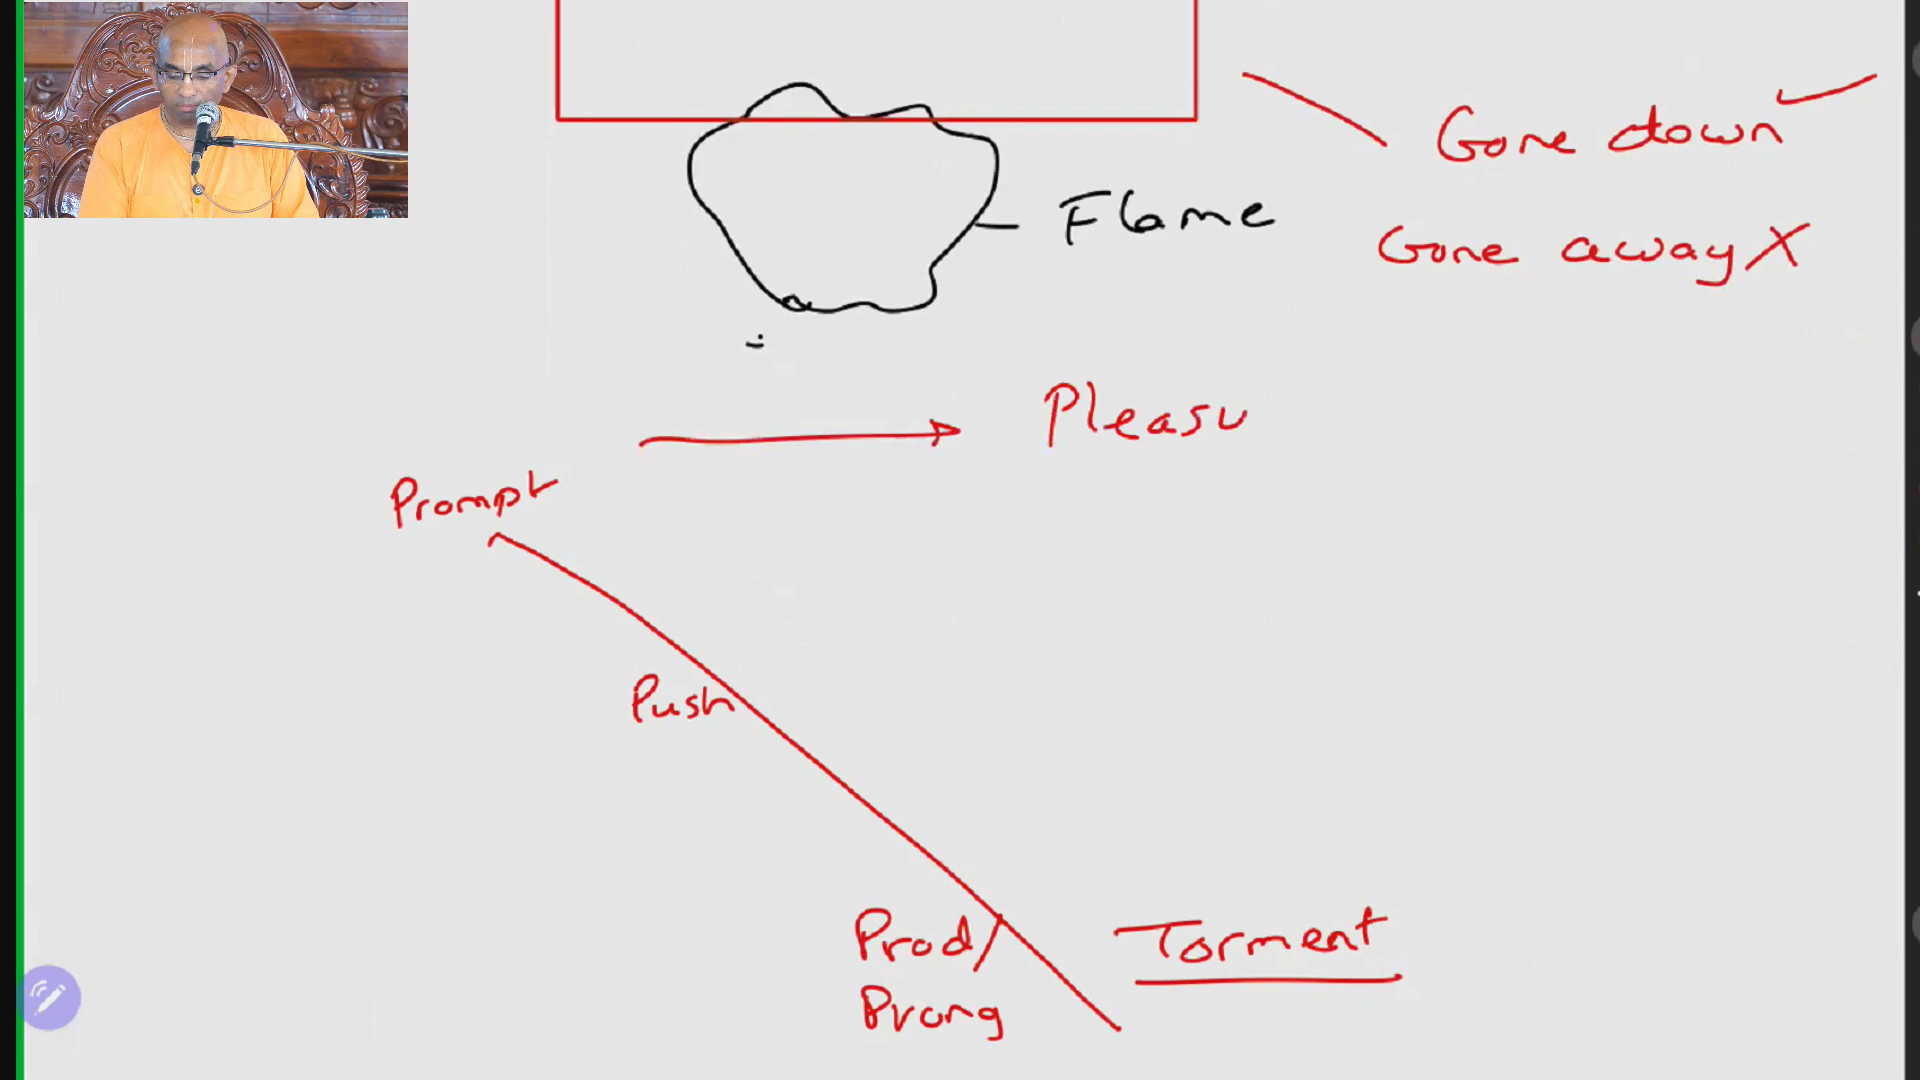 Gone down ✓
Flame
Gone away X
Pleasu
Prompt
Push
Prod/
Prong
Torment